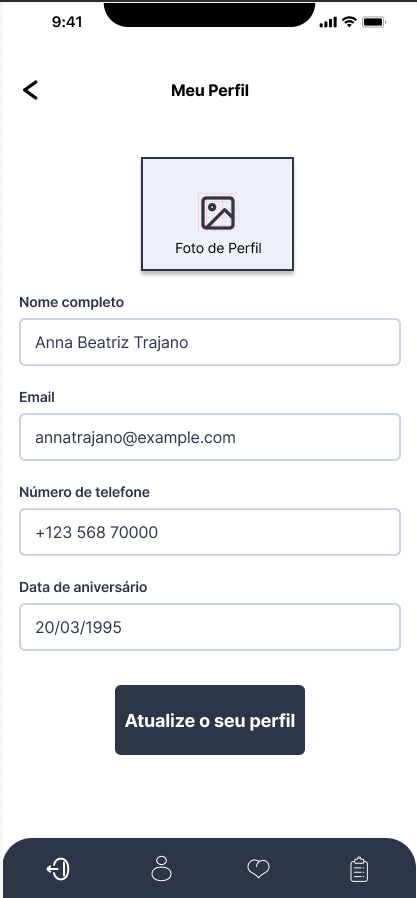 9:41
Meu Perfil
Foto de Perfil
Nome completo
Anna Beatriz Trajano
Email
annatrajano@example.com
Número de telefone
+123 568 70000
Data de aniversário
20/03/1995
Atualize o seu perfil